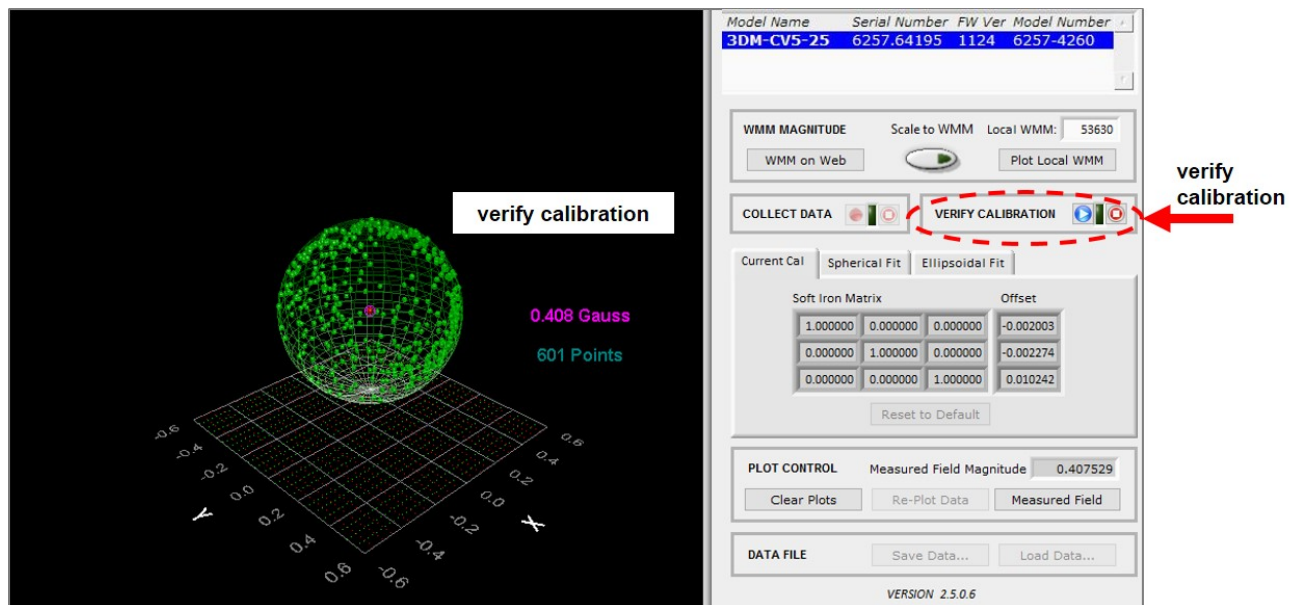 Model Name Serial Number FW Ver Model Number
3DM-CV5-25 6257.64195 1124 6257-4260
WMM MAGNITUDE Scale to WMM Local WMM: 53630
WMM on Web Plot Local WMM
verify
calibration
verify calibration
COLLECT DATA VERIFY CALIBRATION
Current Cal Spherical Fit Ellipsoidal Fit
Soft Iron Matrix Offset
1.000000 0.000000 0.000000 -0.002003
0.000000 1.000000 0.000000 -0.002274
0.000000 0.000000 1.000000 0.010242
Reset to Default
0.408 Gauss
601 Points
-0.6
-0.4
-0.2
0.0
0.2
0.4
0.6
Y
0.6
0.4
0.2
0.0
-0.2
-0.4
-0.6
X
PLOT CONTROL Measured Field Magnitude 0.407529
Clear Plots Re-Plot Data Measured Field
DATA FILE Save Data... Load Data...
VERSION 2.5.0.6